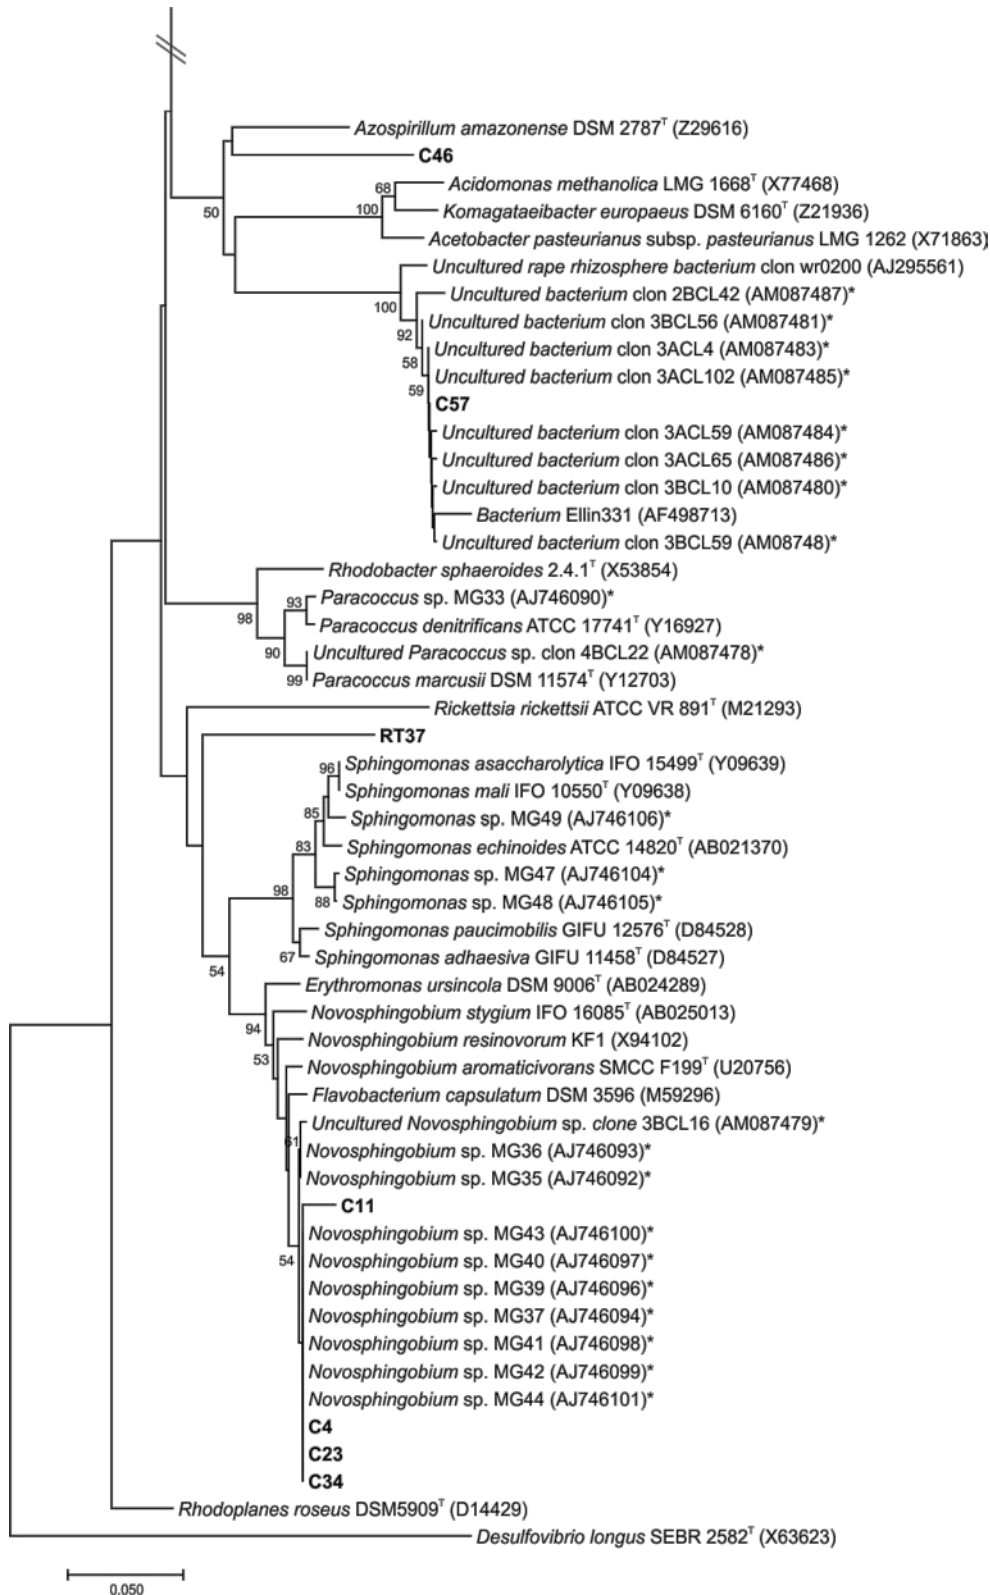 Azospirillum amazonense DSM 2787ᵀ (Z29616)
C46
68
Acidomonas methanolica LMG 1668ᵀ (X77468)
50
100
Komagataeibacter europaeus DSM 6160ᵀ (Z21936)
Acetobacter pasteurianus subsp. pasteurianus LMG 1262 (X71863)
Uncultured rape rhizosphere bacterium clon wr0200 (AJ295561)
100
Uncultured bacterium clon 2BCL42 (AM087487)*
92
Uncultured bacterium clon 3BCL56 (AM087481)*
58
Uncultured bacterium clon 3ACL4 (AM087483)*
59
Uncultured bacterium clon 3ACL102 (AM087485)*
C57
Uncultured bacterium clon 3ACL59 (AM087484)*
Uncultured bacterium clon 3ACL65 (AM087486)*
Uncultured bacterium clon 3BCL10 (AM087480)*
Bacterium Ellin331 (AF498713)
Uncultured bacterium clon 3BCL59 (AM08748)*
Rhodobacter sphaeroides 2.4.1ᵀ (X53854)
98
93
Paracoccus sp. MG33 (AJ746090)*
Paracoccus denitrificans ATCC 17741ᵀ (Y16927)
90
Uncultured Paracoccus sp. clon 4BCL22 (AM087478)*
99
Paracoccus marcusii DSM 11574ᵀ (Y12703)
Rickettsia rickettsii ATCC VR 891ᵀ (M21293)
RT37
96
Sphingomonas asaccharolytica IFO 15499ᵀ (Y09639)
Sphingomonas mali IFO 10550ᵀ (Y09638)
85
Sphingomonas sp. MG49 (AJ746106)*
83
Sphingomonas echinoides ATCC 14820ᵀ (AB021370)
98
Sphingomonas sp. MG47 (AJ746104)*
88
Sphingomonas sp. MG48 (AJ746105)*
Sphingomonas paucimobilis GIFU 12576ᵀ (D84528)
54
67
Sphingomonas adhaesiva GIFU 11458ᵀ (D84527)
Erythromonas ursincola DSM 9006ᵀ (AB024289)
94
Novosphingobium stygium IFO 16085ᵀ (AB025013)
53
Novosphingobium resinovorum KF1 (X94102)
Novosphingobium aromaticivorans SMCC F199ᵀ (U20756)
Flavobacterium capsulatum DSM 3596 (M59296)
Uncultured Novosphingobium sp. clone 3BCL16 (AM087479)*
61
Novosphingobium sp. MG36 (AJ746093)*
Novosphingobium sp. MG35 (AJ746092)*
C11
Novosphingobium sp. MG43 (AJ746100)*
54
Novosphingobium sp. MG40 (AJ746097)*
Novosphingobium sp. MG39 (AJ746096)*
Novosphingobium sp. MG37 (AJ746094)*
Novosphingobium sp. MG41 (AJ746098)*
Novosphingobium sp. MG42 (AJ746099)*
Novosphingobium sp. MG44 (AJ746101)*
C4
C23
C34
Rhodoplanes roseus DSM5909ᵀ (D14429)
Desulfovibrio longus SEBR 2582ᵀ (X63623)
0.050